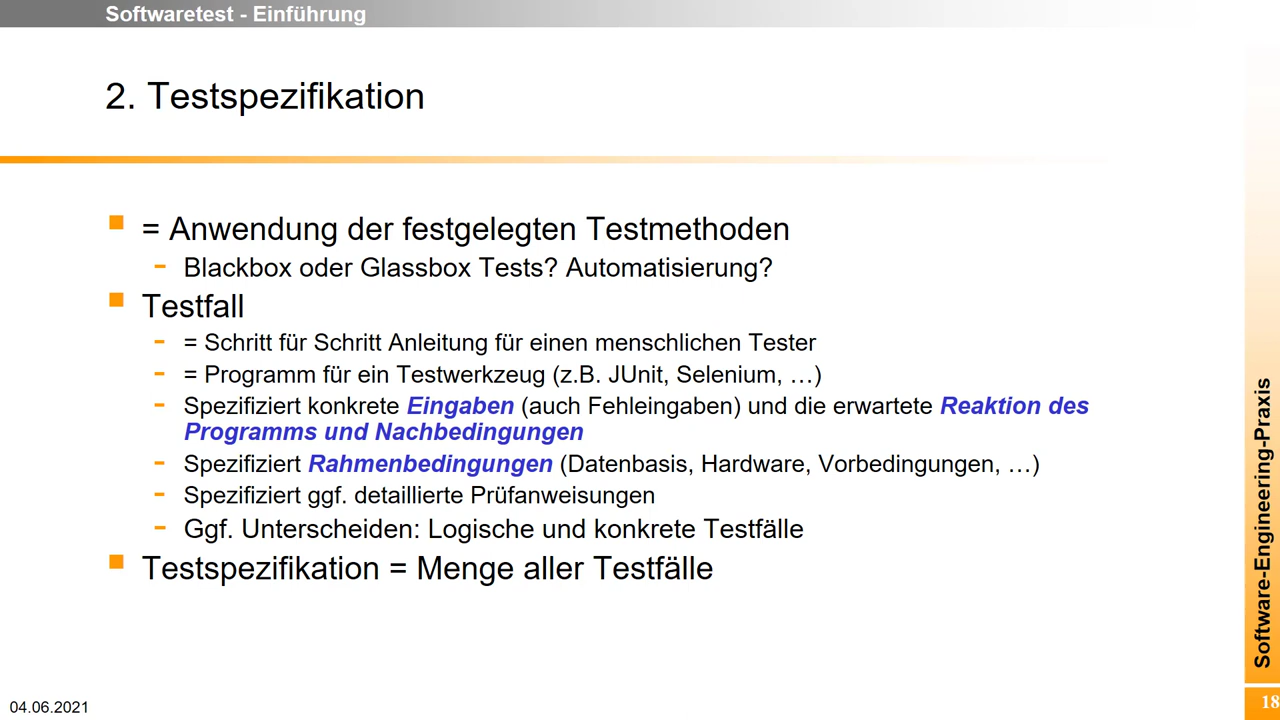 Softwaretest - Einführung
2. Testspezifikation
= Anwendung der festgelegten Testmethoden
- Blackbox oder Glassbox Tests? Automatisierung?
Testfall
- = Schritt für Schritt Anleitung für einen menschlichen Tester
- = Programm für ein Testwerkzeug (z.B. JUnit, Selenium, …)
- Spezifiziert konkrete Eingaben (auch Fehleingaben) und die erwartete Reaktion des
Programms und Nachbedingungen
- Spezifiziert Rahmenbedingungen (Datenbasis, Hardware, Vorbedingungen, …)
- Spezifiziert ggf. detaillierte Prüfanweisungen
- Ggf. Unterscheiden: Logische und konkrete Testfälle
Testspezifikation = Menge aller Testfälle
Software-Engineering-Praxis
04.06.2021
18